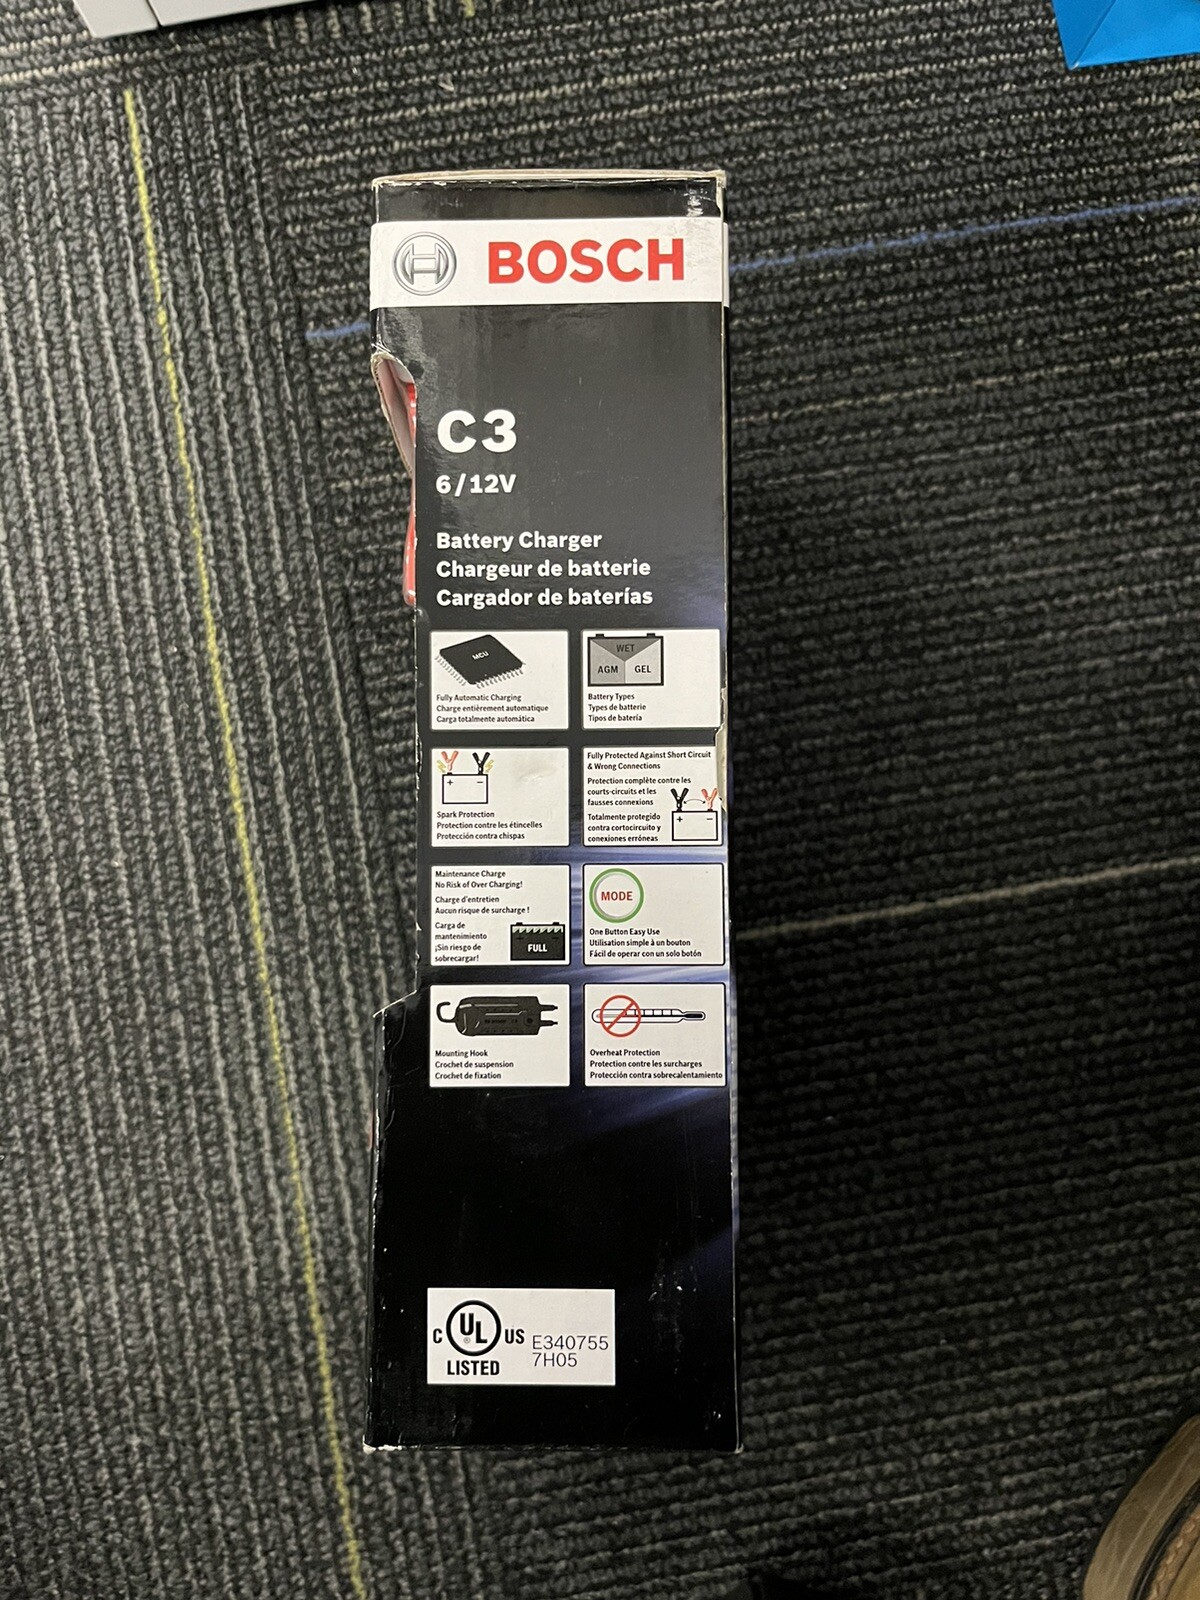 BOSCH
C3
6/12V
Battery Charger
Chargeur de batterie
Cargador de baterías
MCU
Fully Automatic Charging
Charge entièrement automatique
Carga totalmente automática
WET
AGM GEL
Battery Types
Types de batterie
Tipos de batería
+ −
Spark Protection
Protection contre les étincelles
Protección contra chispas
Fully Protected Against Short Circuit
& Wrong Connections
Protection complète contre les
courts-circuits et les
fausses connexions
Totalmente protegido
contra cortocircuito y
conexiones erróneas
+ −
Maintenance Charge
No Risk of Over Charging!
Charge d'entretien
Aucun risque de surcharge !
Carga de
mantenimiento
¡Sin riesgo de
sobrecargar!
+ −
FULL
MODE
One Button Easy Use
Utilisation simple à un bouton
Fácil de operar con un solo botón
Mounting Hook
Crochet de suspension
Crochet de fixation
Overheat Protection
Protection contre les surcharges
Protección contra sobrecalentamiento
C UL ® US
LISTED
E340755
7H05